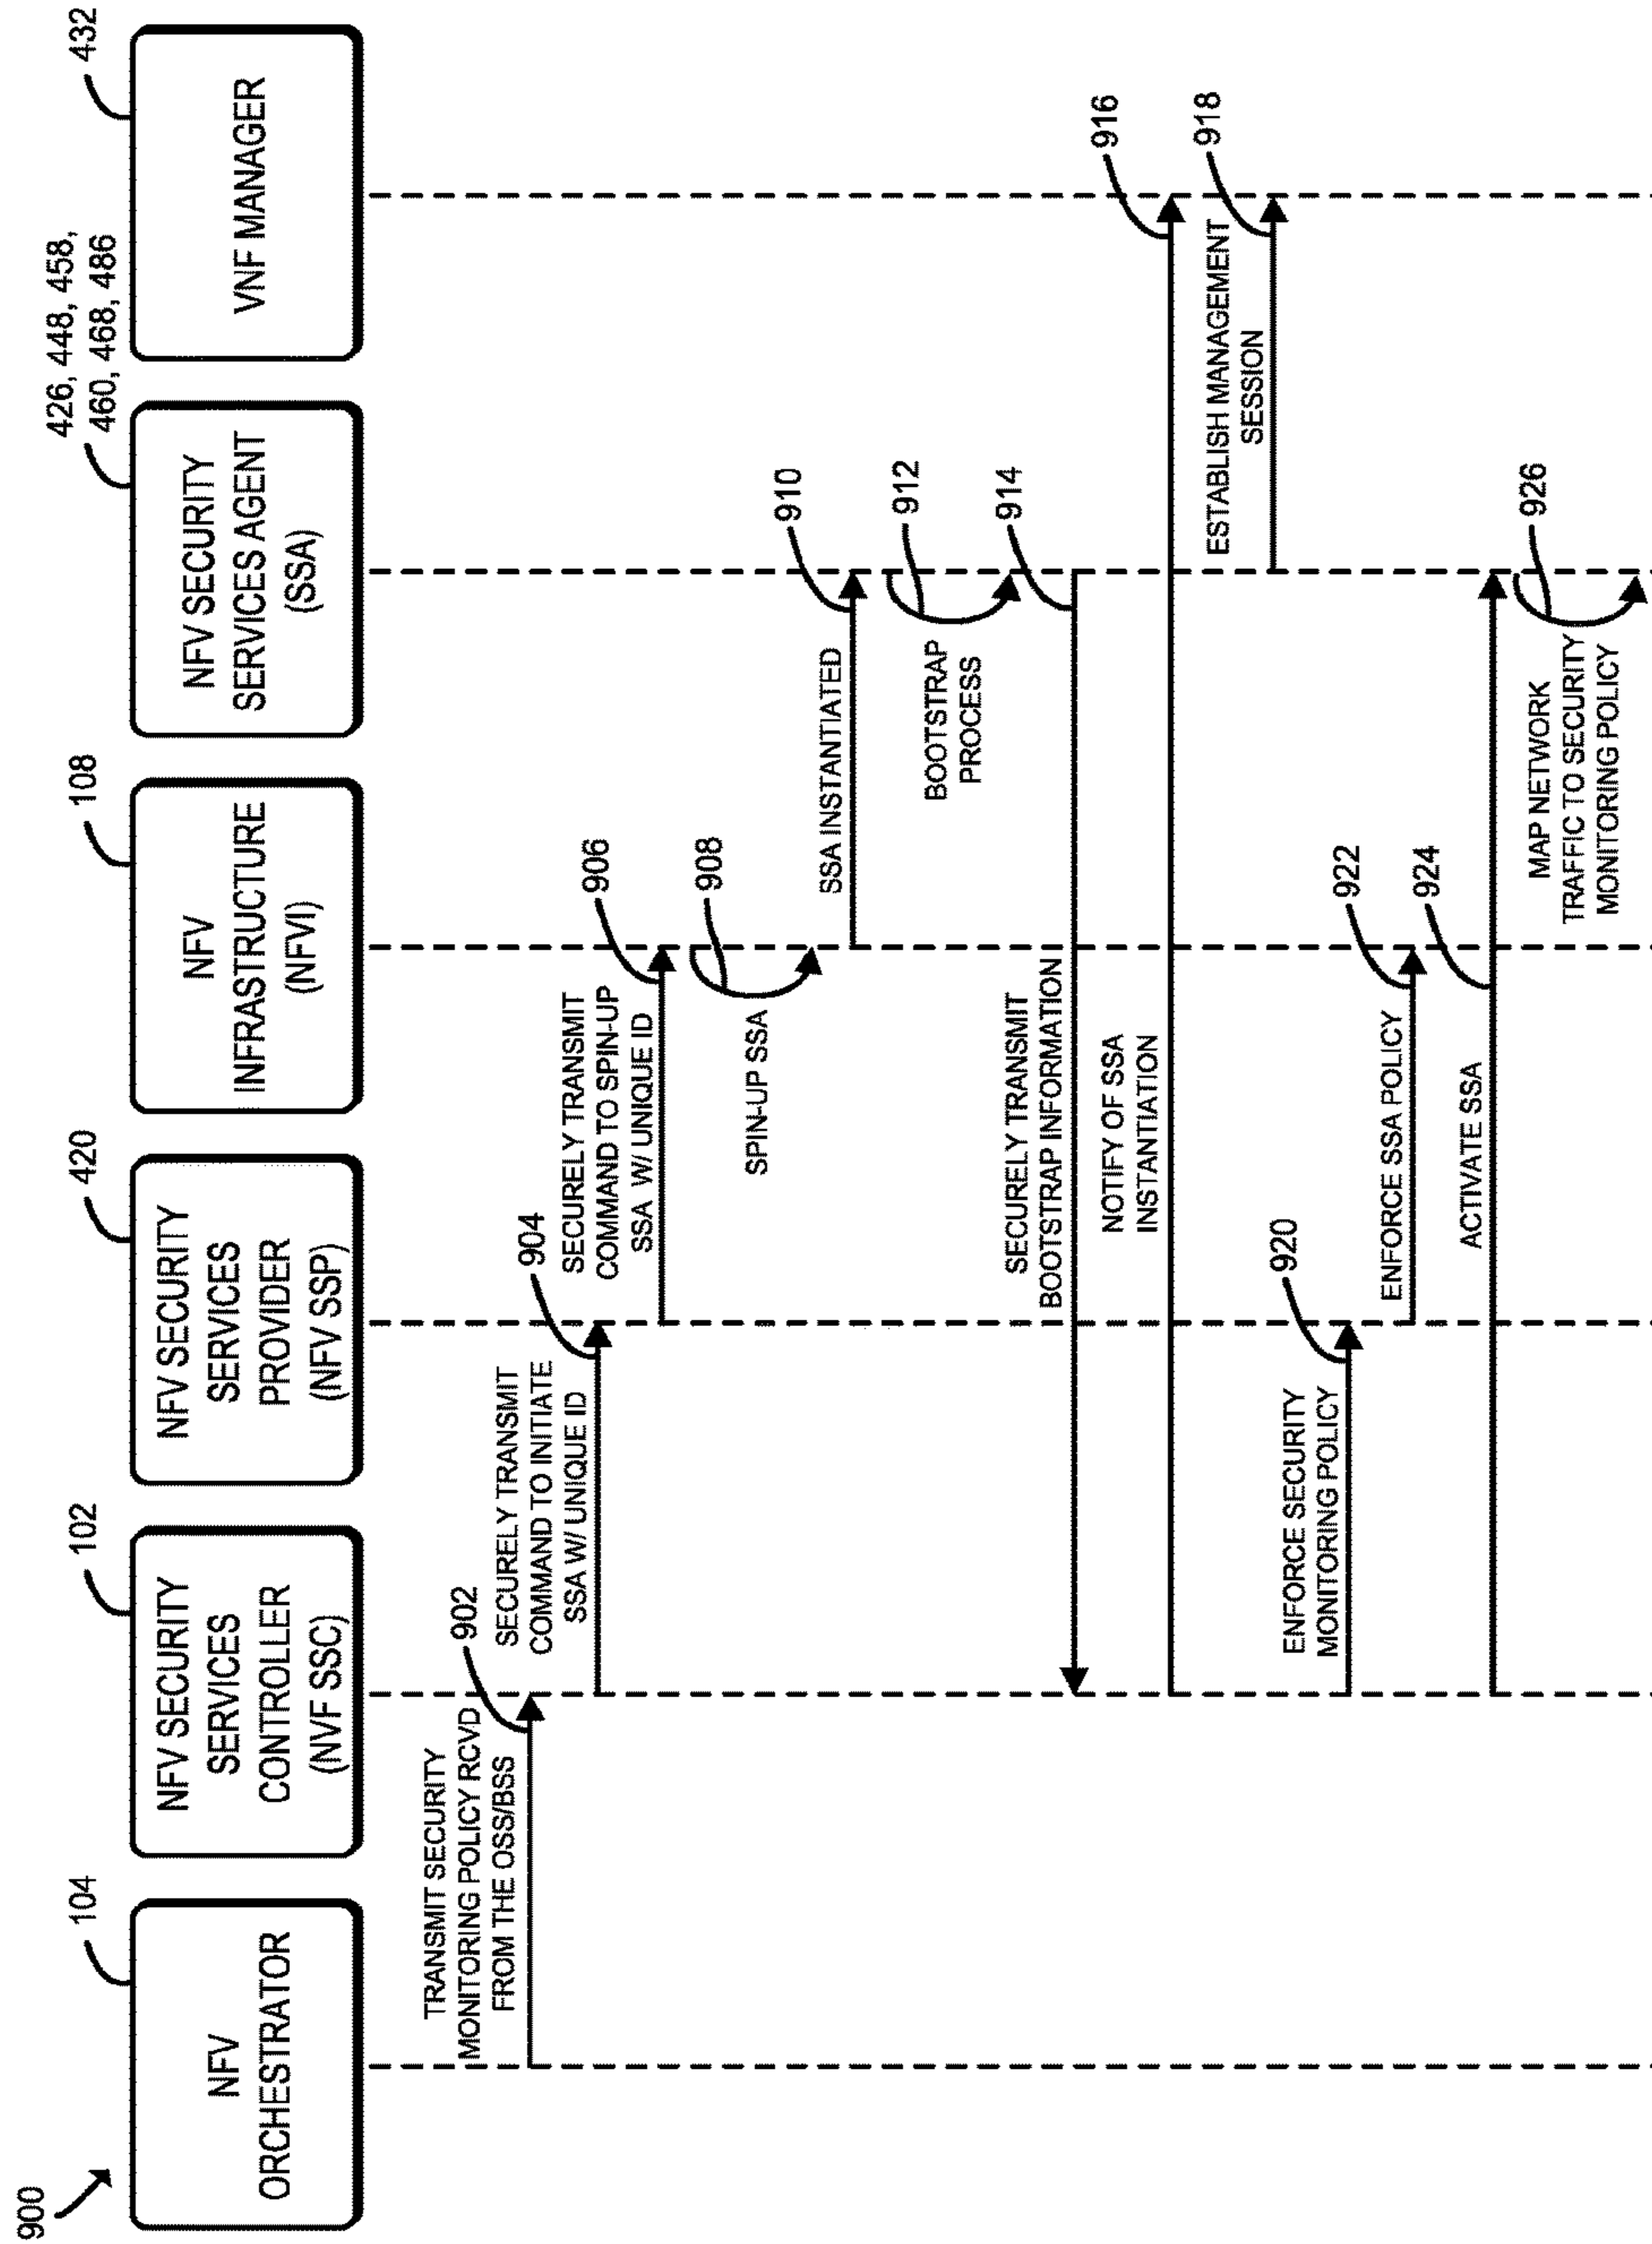 900
104
NFV
ORCHESTRATOR
102
NFV SECURITY
SERVICES
CONTROLLER
(NVF SSC)
420
NFV SECURITY
SERVICES
PROVIDER
(NFV SSP)
108
NFV
INFRASTRUCTURE
(NFVI)
426, 448, 458,
460, 468, 486
NFV SECURITY
SERVICES AGENT
(SSA)
432
VNF MANAGER
TRANSMIT SECURITY
MONITORING POLICY RCVD
FROM THE OSS/BSS
902
SECURELY TRANSMIT
COMMAND TO INITIATE
SSA W/ UNIQUE ID
904
SECURELY TRANSMIT
COMMAND TO SPIN-UP
SSA W/ UNIQUE ID
906
SPIN-UP SSA
908
SSA INSTANTIATED
910
BOOTSTRAP
PROCESS
912
SECURELY TRANSMIT
BOOTSTRAP INFORMATION
914
NOTIFY OF SSA
INSTANTIATION
916
ESTABLISH MANAGEMENT
SESSION
918
ENFORCE SECURITY
MONITORING POLICY
920
ENFORCE SSA POLICY
922
ACTIVATE SSA
924
MAP NETWORK
TRAFFIC TO SECURITY
MONITORING POLICY
926